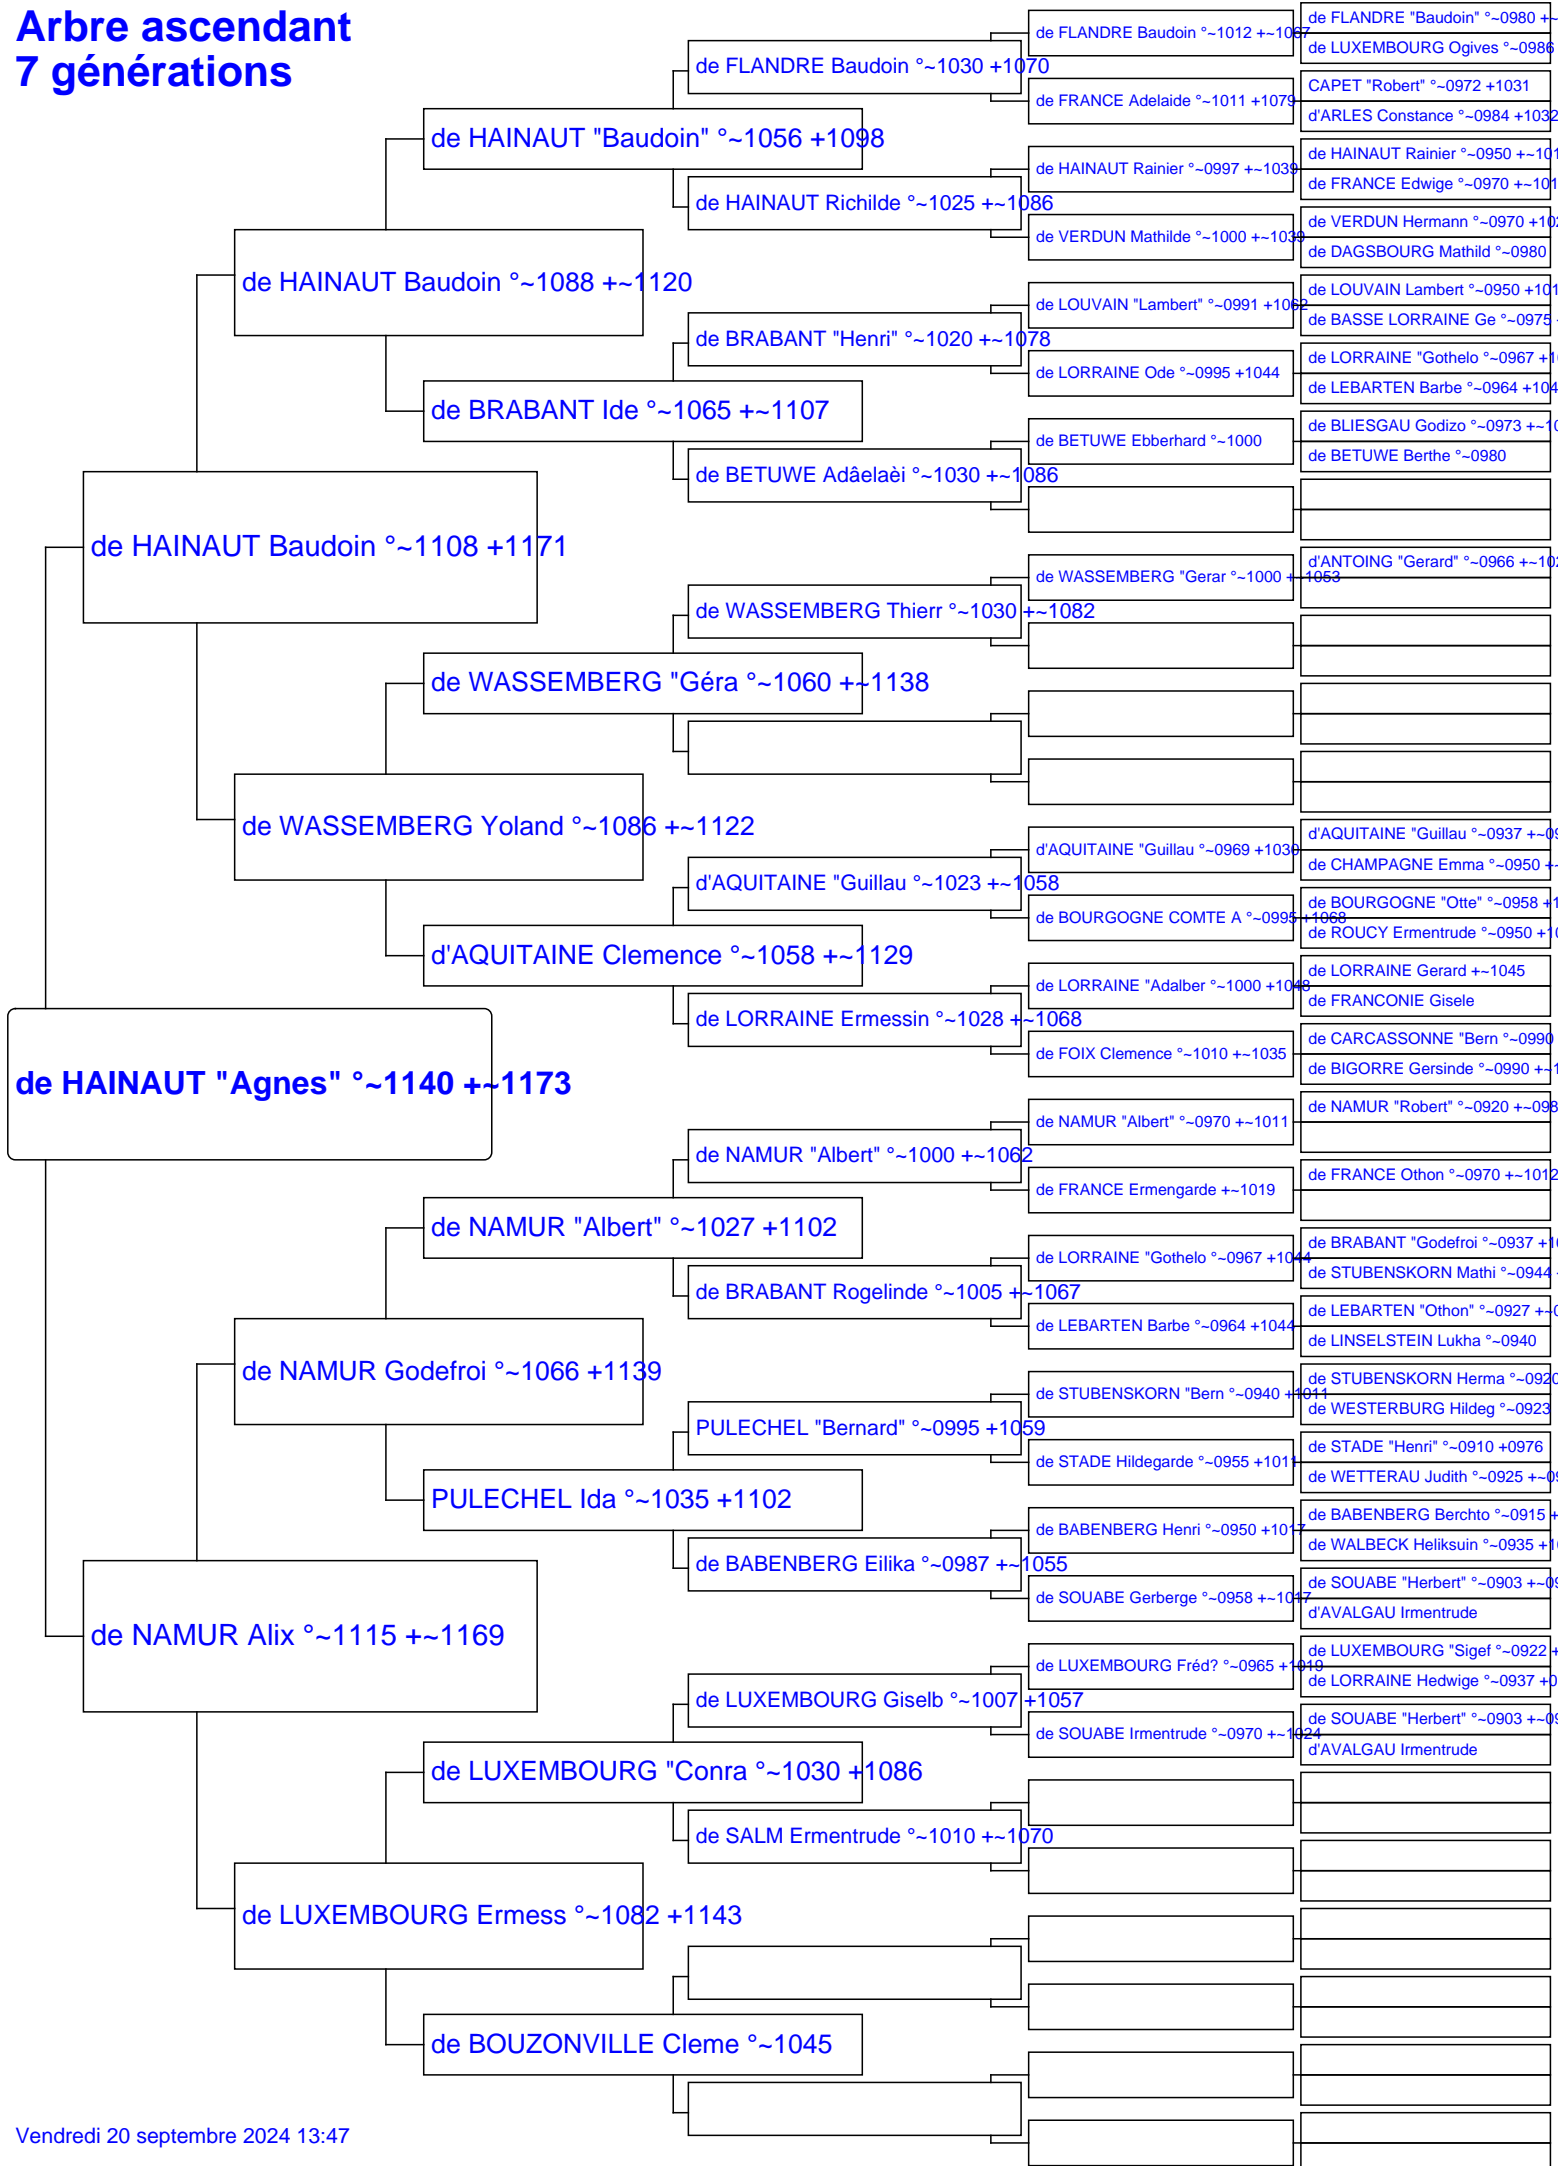 Arbre ascendant
7 générations
de FLANDRE "Baudoin" °~0980 +~
de FLANDRE Baudoin °~1012 +~1067
de LUXEMBOURG Ogives °~0986
de FLANDRE Baudoin °~1030 +1070
CAPET "Robert" °~0972 +1031
de FRANCE Adelaide °~1011 +1079
d'ARLES Constance °~0984 +1032
de HAINAUT "Baudoin" °~1056 +1098
de HAINAUT Rainier °~0950 +~101
de HAINAUT Rainier °~0997 +~1039
de FRANCE Edwige °~0970 +~101
de HAINAUT Richilde °~1025 +~1086
de VERDUN Hermann °~0970 +102
de VERDUN Mathilde °~1000 +~1039
de DAGSBOURG Mathild °~0980
de HAINAUT Baudoin °~1088 +~1120
de LOUVAIN Lambert °~0950 +101
de LOUVAIN "Lambert" °~0991 +1062
de BASSE LORRAINE Ge °~0975
de BRABANT "Henri" °~1020 +~1078
de LORRAINE "Gothelo °~0967 +1
de LORRAINE Ode °~0995 +1044
de LEBARTEN Barbe °~0964 +104
de BRABANT Ide °~1065 +~1107
de BLIESGAU Godizo °~0973 +~10
de BETUWE Ebberhard °~1000
de BETUWE Berthe °~0980
de BETUWE Adâelaèi °~1030 +~1086
de HAINAUT Baudoin °~1108 +1171
d'ANTOING "Gerard" °~0966 +~102
de WASSEMBERG "Gerar °~1000 +~1053
de WASSEMBERG Thierr °~1030 +~1082
de WASSEMBERG "Géra °~1060 +~1138
de WASSEMBERG Yoland °~1086 +~1122
d'AQUITAINE "Guillau °~0937 +~09
d'AQUITAINE "Guillau °~0969 +1030
de CHAMPAGNE Emma °~0950 +~
d'AQUITAINE "Guillau °~1023 +~1058
de BOURGOGNE "Otte" °~0958 +1
de BOURGOGNE COMTE A °~0995 +1068
de ROUCY Ermentrude °~0950 +10
d'AQUITAINE Clemence °~1058 +~1129
de LORRAINE Gerard +~1045
de LORRAINE "Adalber °~1000 +1048
de FRANCONIE Gisele
de LORRAINE Ermessin °~1028 +~1068
de CARCASSONNE "Bern °~0990
de FOIX Clemence °~1010 +~1035
de BIGORRE Gersinde °~0990 +~1
de HAINAUT "Agnes" °~1140 +~1173
de NAMUR "Robert" °~0920 +~098
de NAMUR "Albert" °~0970 +~1011
de NAMUR "Albert" °~1000 +~1062
de FRANCE Othon °~0970 +~1012
de FRANCE Ermengarde +~1019
de NAMUR "Albert" °~1027 +1102
de BRABANT "Godefroi °~0937 +10
de LORRAINE "Gothelo °~0967 +1044
de STUBENSKORN Mathi °~0944
de BRABANT Rogelinde °~1005 +~1067
de LEBARTEN "Othon" °~0927 +~0
de LEBARTEN Barbe °~0964 +1044
de LINSELSTEIN Lukha °~0940
de NAMUR Godefroi °~1066 +1139
de STUBENSKORN Herma °~0920
de STUBENSKORN "Bern °~0940 +1011
de WESTERBURG Hildeg °~0923
PULECHEL "Bernard" °~0995 +1059
de STADE "Henri" °~0910 +0976
de STADE Hildegarde °~0955 +1011
de WETTERAU Judith °~0925 +~09
PULECHEL Ida °~1035 +1102
de BABENBERG Berchto °~0915 +
de BABENBERG Henri °~0950 +1017
de WALBECK Heliksuin °~0935 +1
de BABENBERG Eilika °~0987 +~1055
de SOUABE "Herbert" °~0903 +~09
de SOUABE Gerberge °~0958 +~1017
d'AVALGAU Irmentrude
de NAMUR Alix °~1115 +~1169
de LUXEMBOURG "Sigef °~0922 +
de LUXEMBOURG Fréd? °~0965 +1019
de LORRAINE Hedwige °~0937 +0
de LUXEMBOURG Giselb °~1007 +1057
de SOUABE "Herbert" °~0903 +~09
de SOUABE Irmentrude °~0970 +~1024
d'AVALGAU Irmentrude
de LUXEMBOURG "Conra °~1030 +1086
de SALM Ermentrude °~1010 +~1070
de LUXEMBOURG Ermess °~1082 +1143
de BOUZONVILLE Cleme °~1045
Vendredi 20 septembre 2024 13:47